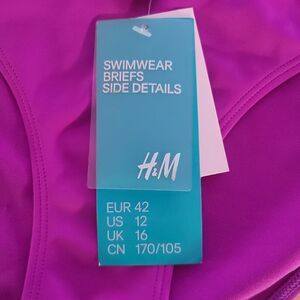 SWIMWEAR
BRIEFS
SIDE DETAILS
H&M
EUR 42
US 12
UK 16
CN 170/105